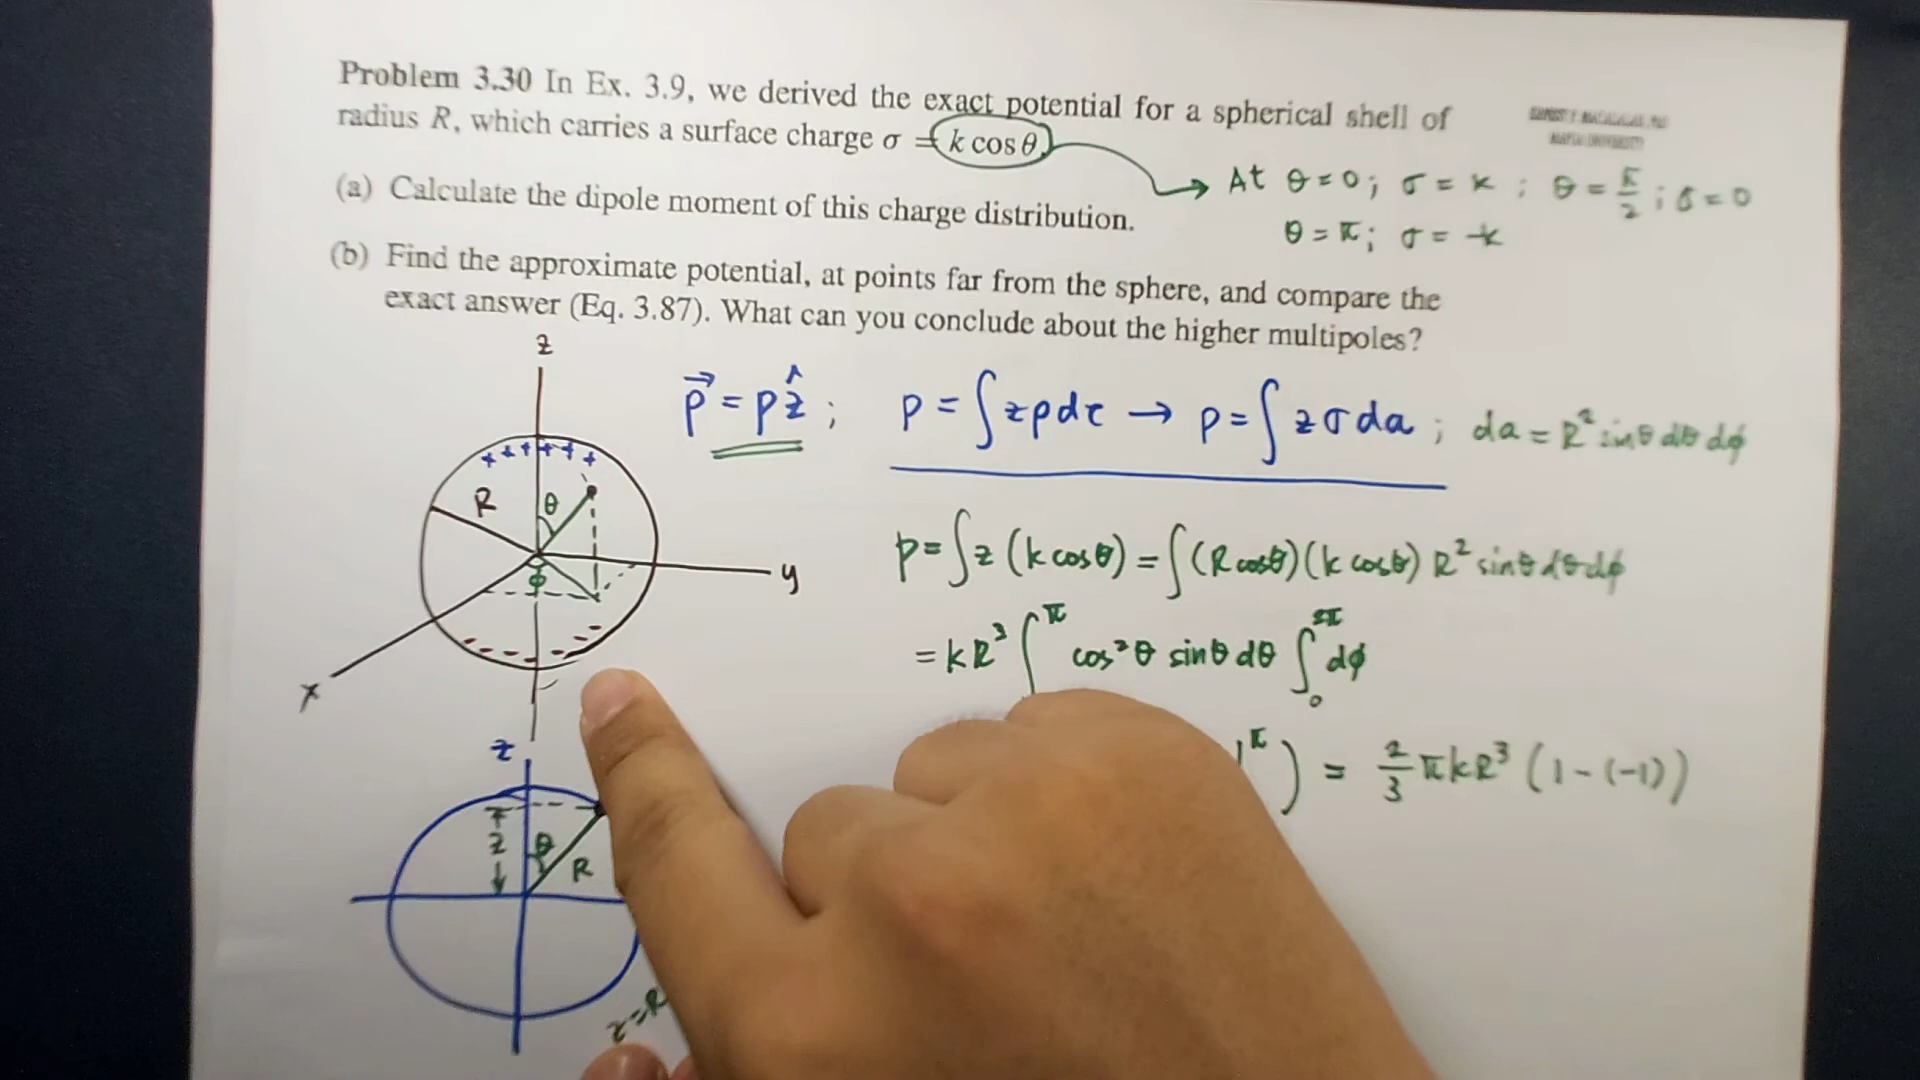 Problem 3.30 In Ex. 3.9, we derived the exact potential for a spherical shell of
radius R, which carries a surface charge σ = k cos θ.
At θ = 0; σ = k; θ = π/2; σ = 0
θ = π; σ = -k
(a) Calculate the dipole moment of this charge distribution.
(b) Find the approximate potential, at points far from the sphere, and compare the
exact answer (Eq. 3.87). What can you conclude about the higher multipoles?
z
+ + + + + +
R
θ
ϕ
y
x
- - - - - -
p⃗ = p ẑ; p = ∫ z ρ dτ → p = ∫ z σ da; da = R² sinθ dθ dϕ
p = ∫ z (k cosθ) = ∫ (R cosθ)(k cosθ) R² sinθ dθ dϕ
= kR³ ∫^π cos²θ sinθ dθ ∫₀^2π dϕ
|^π) = 2/3 πkR³ (1 - (-1))
z
z
θ
R
z = R